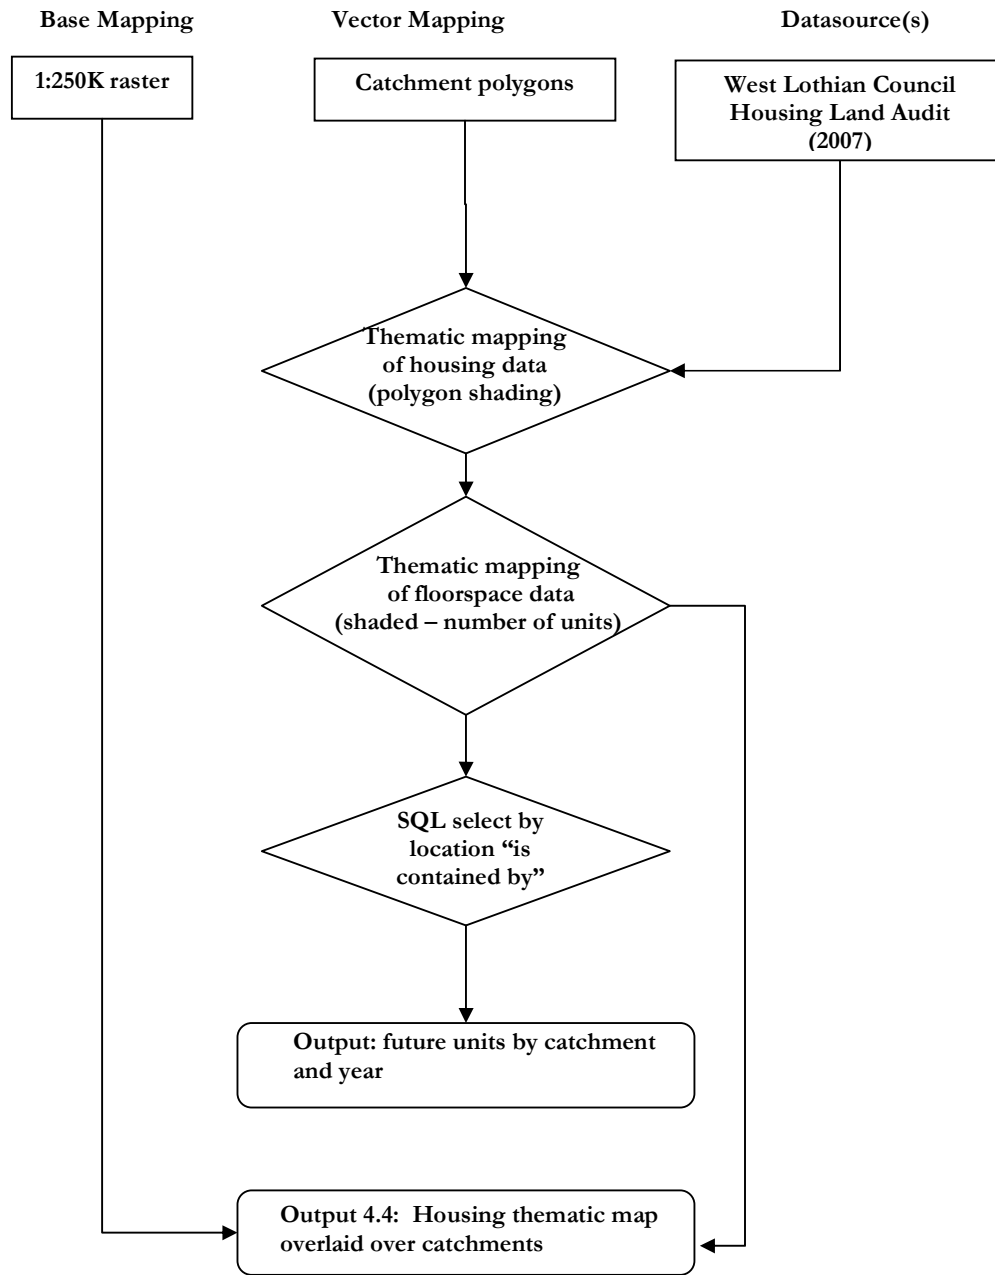 Base Mapping
Vector Mapping
Datasource(s)
1:250K raster
Catchment polygons
West Lothian Council
Housing Land Audit
(2007)
Thematic mapping
of housing data
(polygon shading)
Thematic mapping
of floorspace data
(shaded – number of units)
SQL select by
location “is
contained by”
Output: future units by catchment
and year
Output 4.4:  Housing thematic map
overlaid over catchments